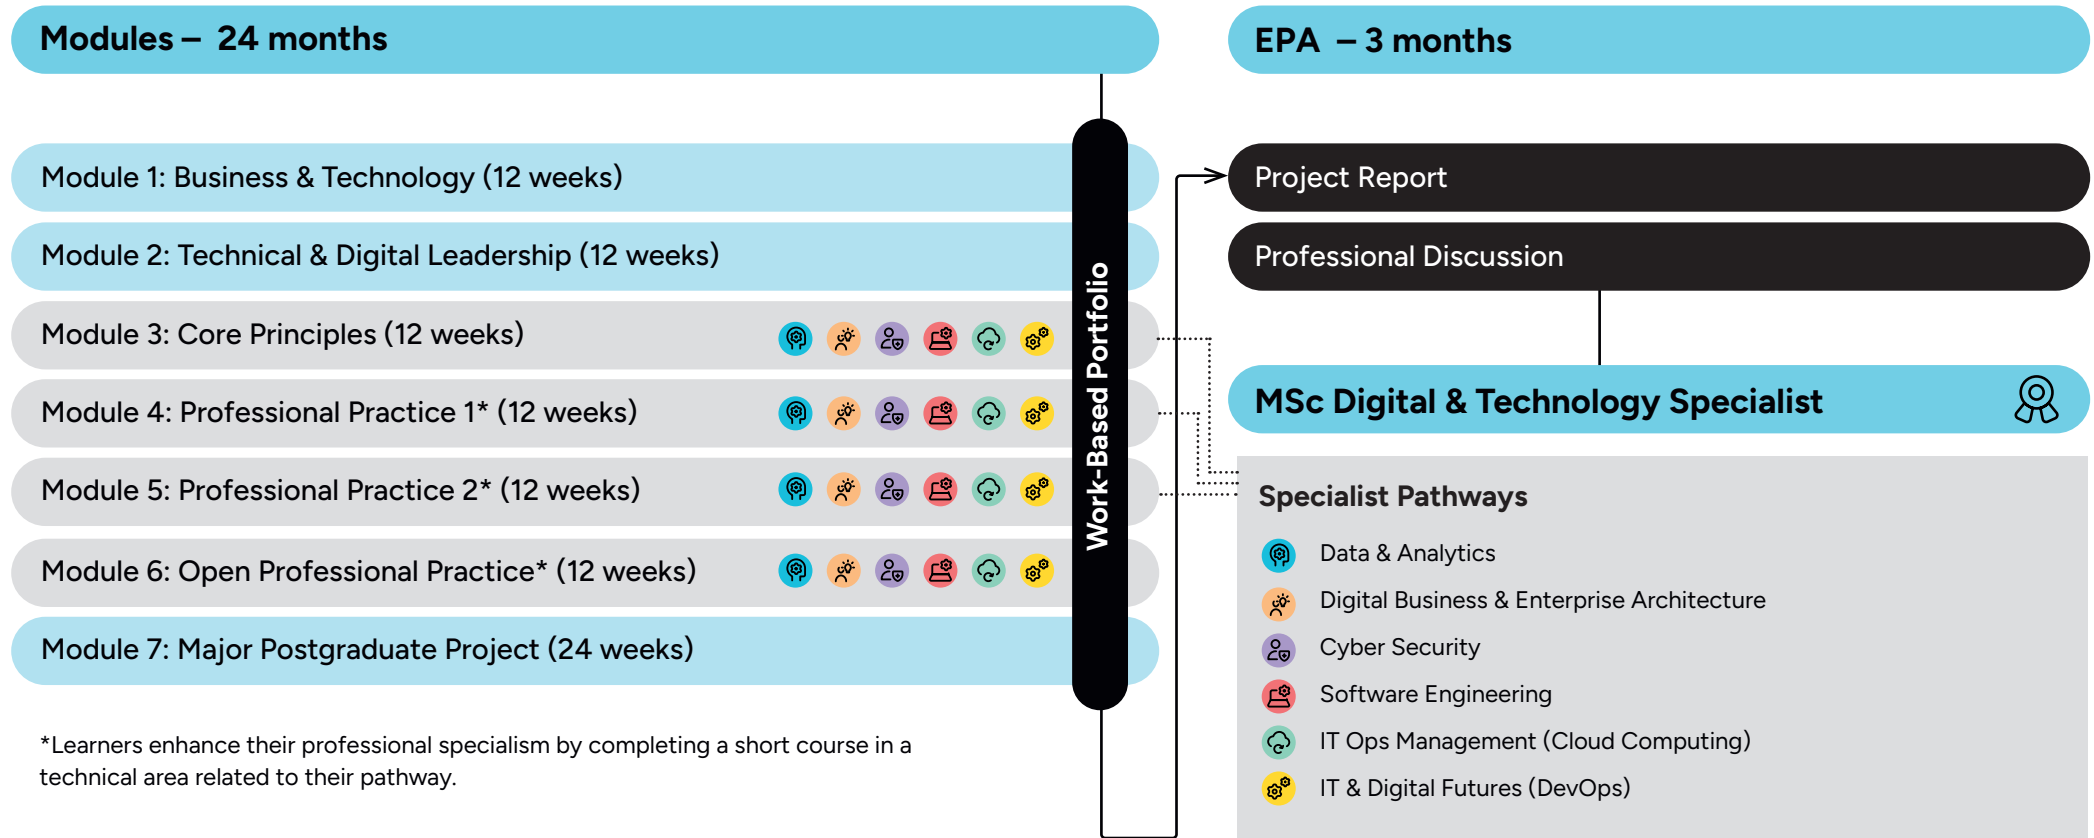 Modules – 24 months
Module 1: Business & Technology (12 weeks)
Module 2: Technical & Digital Leadership (12 weeks)
Module 3: Core Principles (12 weeks)
Module 4: Professional Practice 1* (12 weeks)
Module 5: Professional Practice 2* (12 weeks)
Module 6: Open Professional Practice* (12 weeks)
Module 7: Major Postgraduate Project (24 weeks)
*Learners enhance their professional specialism by completing a short course in a
technical area related to their pathway.
Work-Based Portfolio
EPA – 3 months
Project Report
Professional Discussion
MSc Digital & Technology Specialist
Specialist Pathways
Data & Analytics
Digital Business & Enterprise Architecture
Cyber Security
Software Engineering
IT Ops Management (Cloud Computing)
IT & Digital Futures (DevOps)